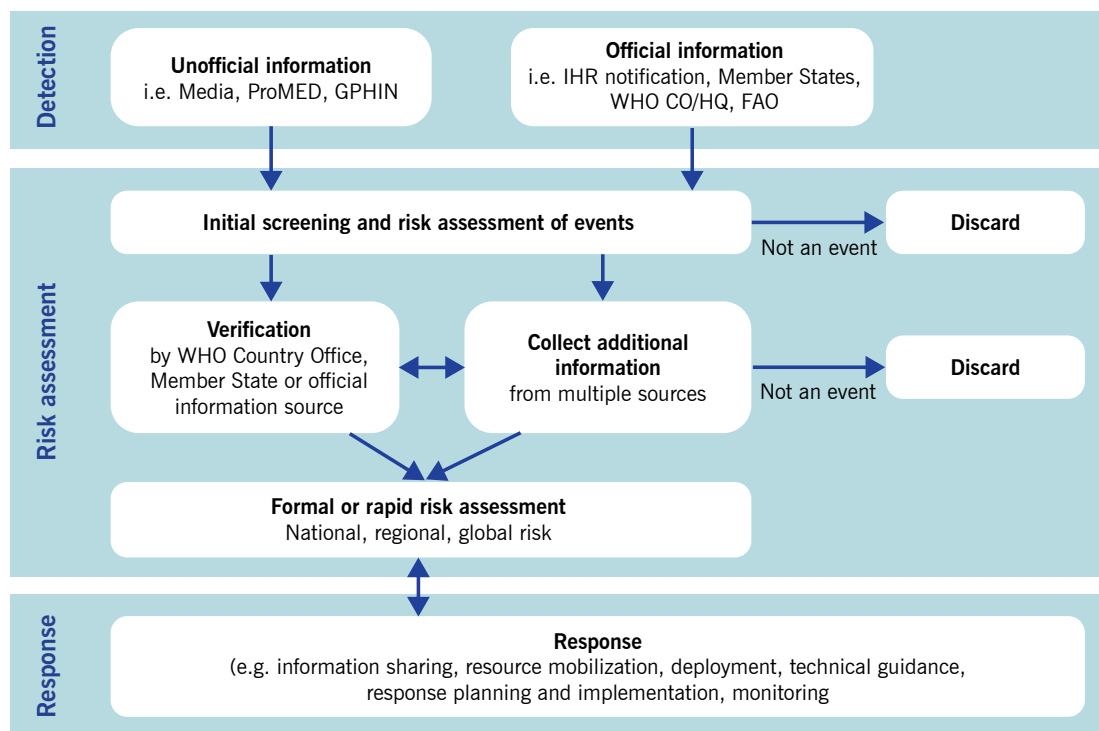 Detection
Unofficial information
i.e. Media, ProMED, GPHIN
Official information
i.e. IHR notification, Member States,
WHO CO/HQ, FAO
Risk assessment
Initial screening and risk assessment of events
Not an event
Discard
Verification
by WHO Country Office,
Member State or official
information source
Collect additional
information
from multiple sources
Not an event
Discard
Formal or rapid risk assessment
National, regional, global risk
Response
Response
(e.g. information sharing, resource mobilization, deployment, technical guidance,
response planning and implementation, monitoring